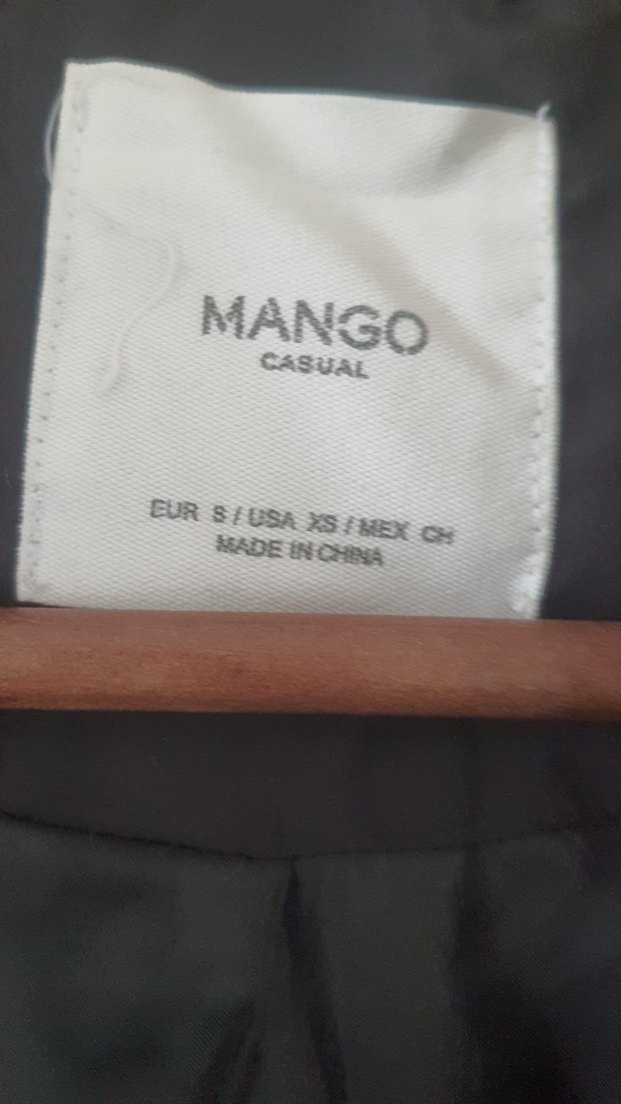 MANGO
CASUAL
EUR S / USA XS / MEX CH
MADE IN CHINA